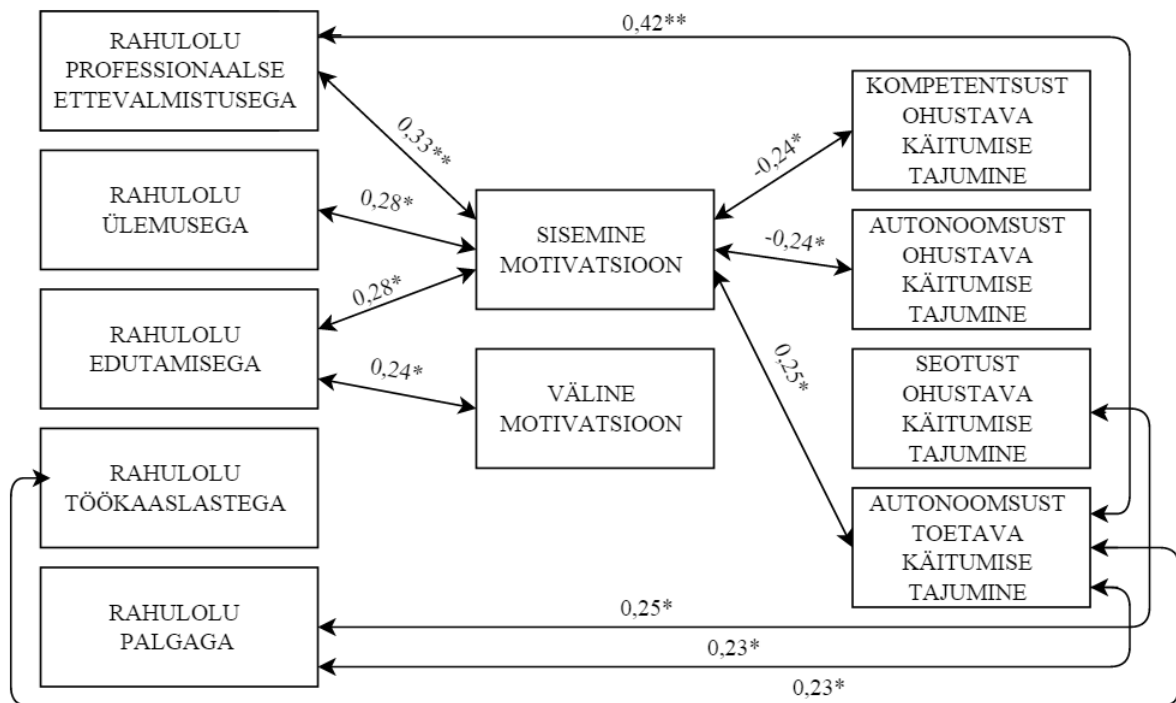 RAHULOLU
PROFESSIONAALSE
ETTEVALMISTUSEGA
RAHULOLU
ÜLEMUSEGA
RAHULOLU
EDUTAMISEGA
RAHULOLU
TÖÖKAASLASTEGA
RAHULOLU
PALGAGA
0,42**
0,33**
0,28*
0,28*
0,24*
SISEMINE
MOTIVATSIOON
VÄLINE
MOTIVATSIOON
-0,24*
-0,24*
0,25*
KOMPETENTSUST
OHUSTAVA
KÄITUMISE
TAJUMINE
AUTONOOMSUST
OHUSTAVA
KÄITUMISE
TAJUMINE
SEOTUST
OHUSTAVA
KÄITUMISE
TAJUMINE
AUTONOOMSUST
TOETAVA
KÄITUMISE
TAJUMINE
0,25*
0,23*
0,23*